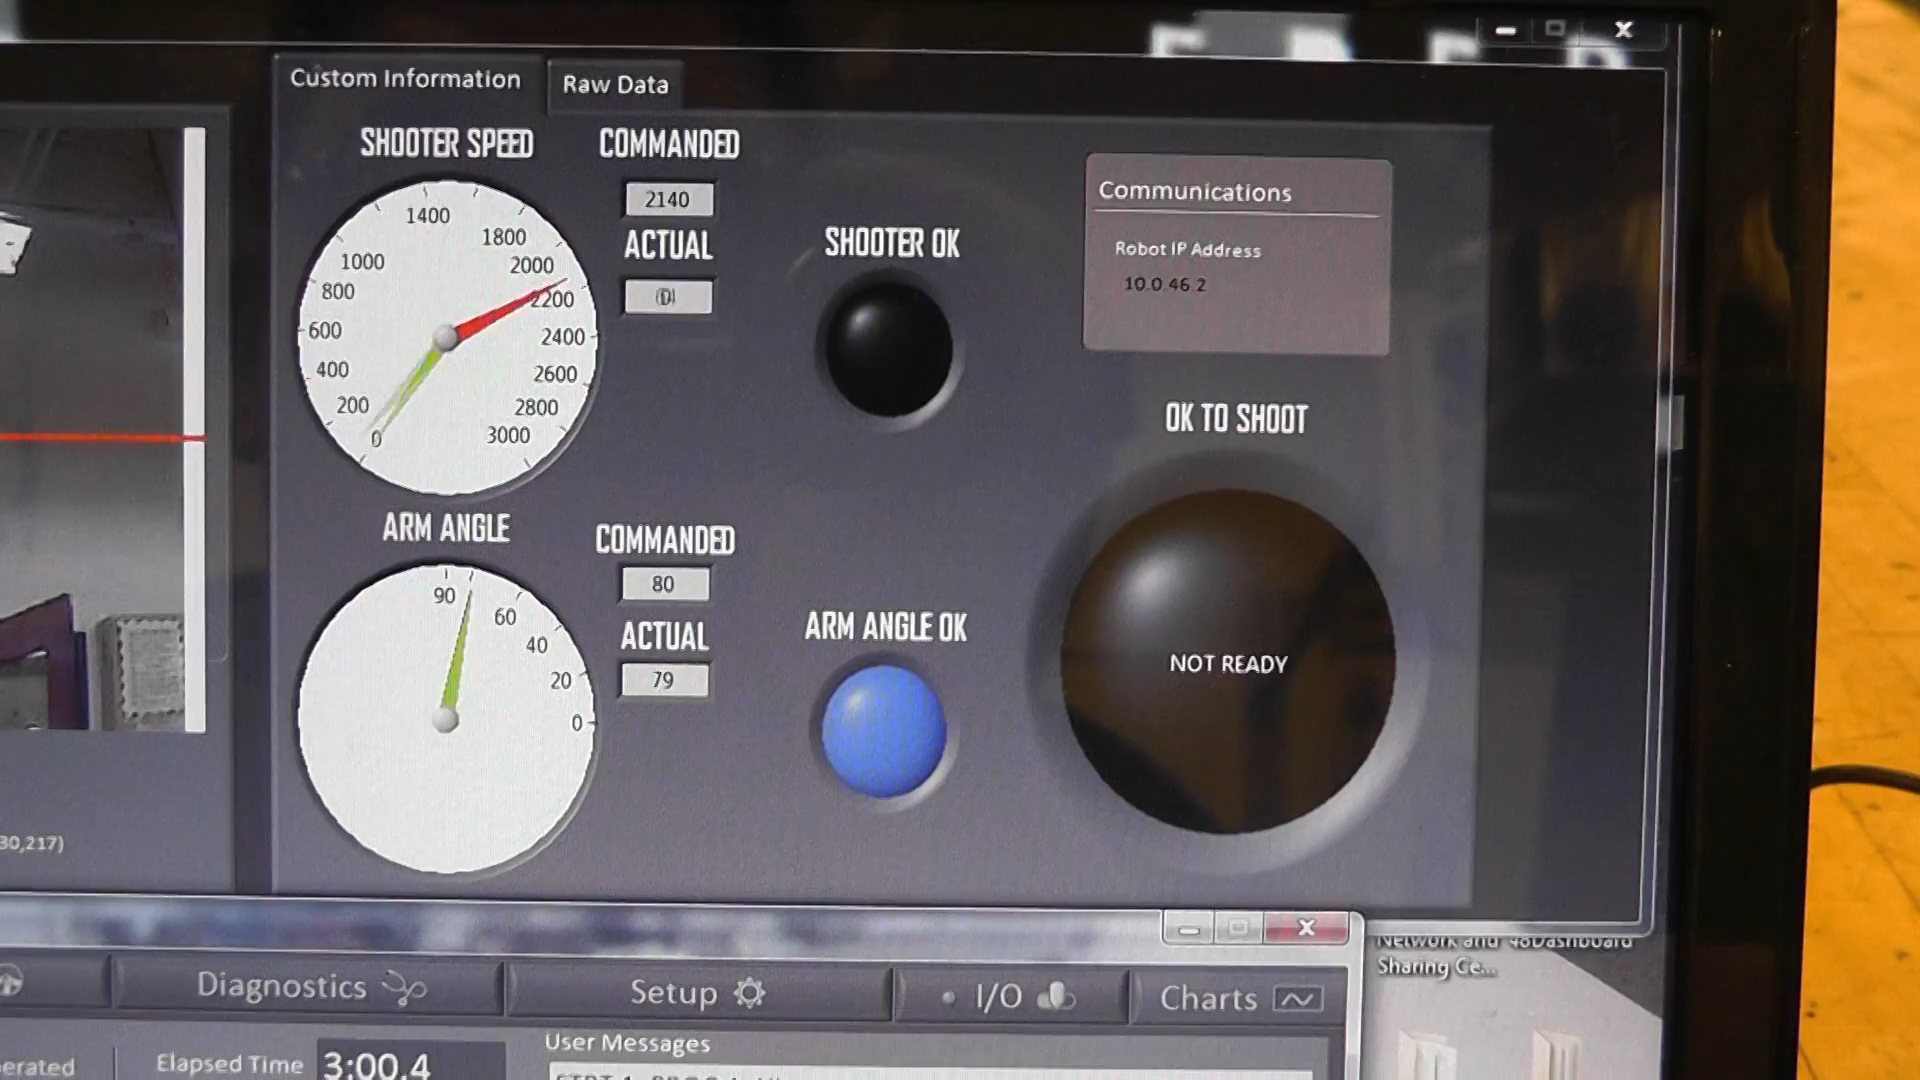 Custom Information
Raw Data
SHOOTER SPEED
COMMANDED
2140
ACTUAL
0
200
400
600
800
1000
1400
1800
2000
2200
2400
2600
2800
3000
SHOOTER OK
Communications
Robot IP Address
10.0.46.2
OK TO SHOOT
NOT READY
ARM ANGLE
COMMANDED
80
ACTUAL
79
90
60
40
20
0
ARM ANGLE OK
30,217)
Network and 48Dashboard
Sharing Ce...
Diagnostics
Setup
I/O
Charts
erated
Elapsed Time 3:00.4
User Messages